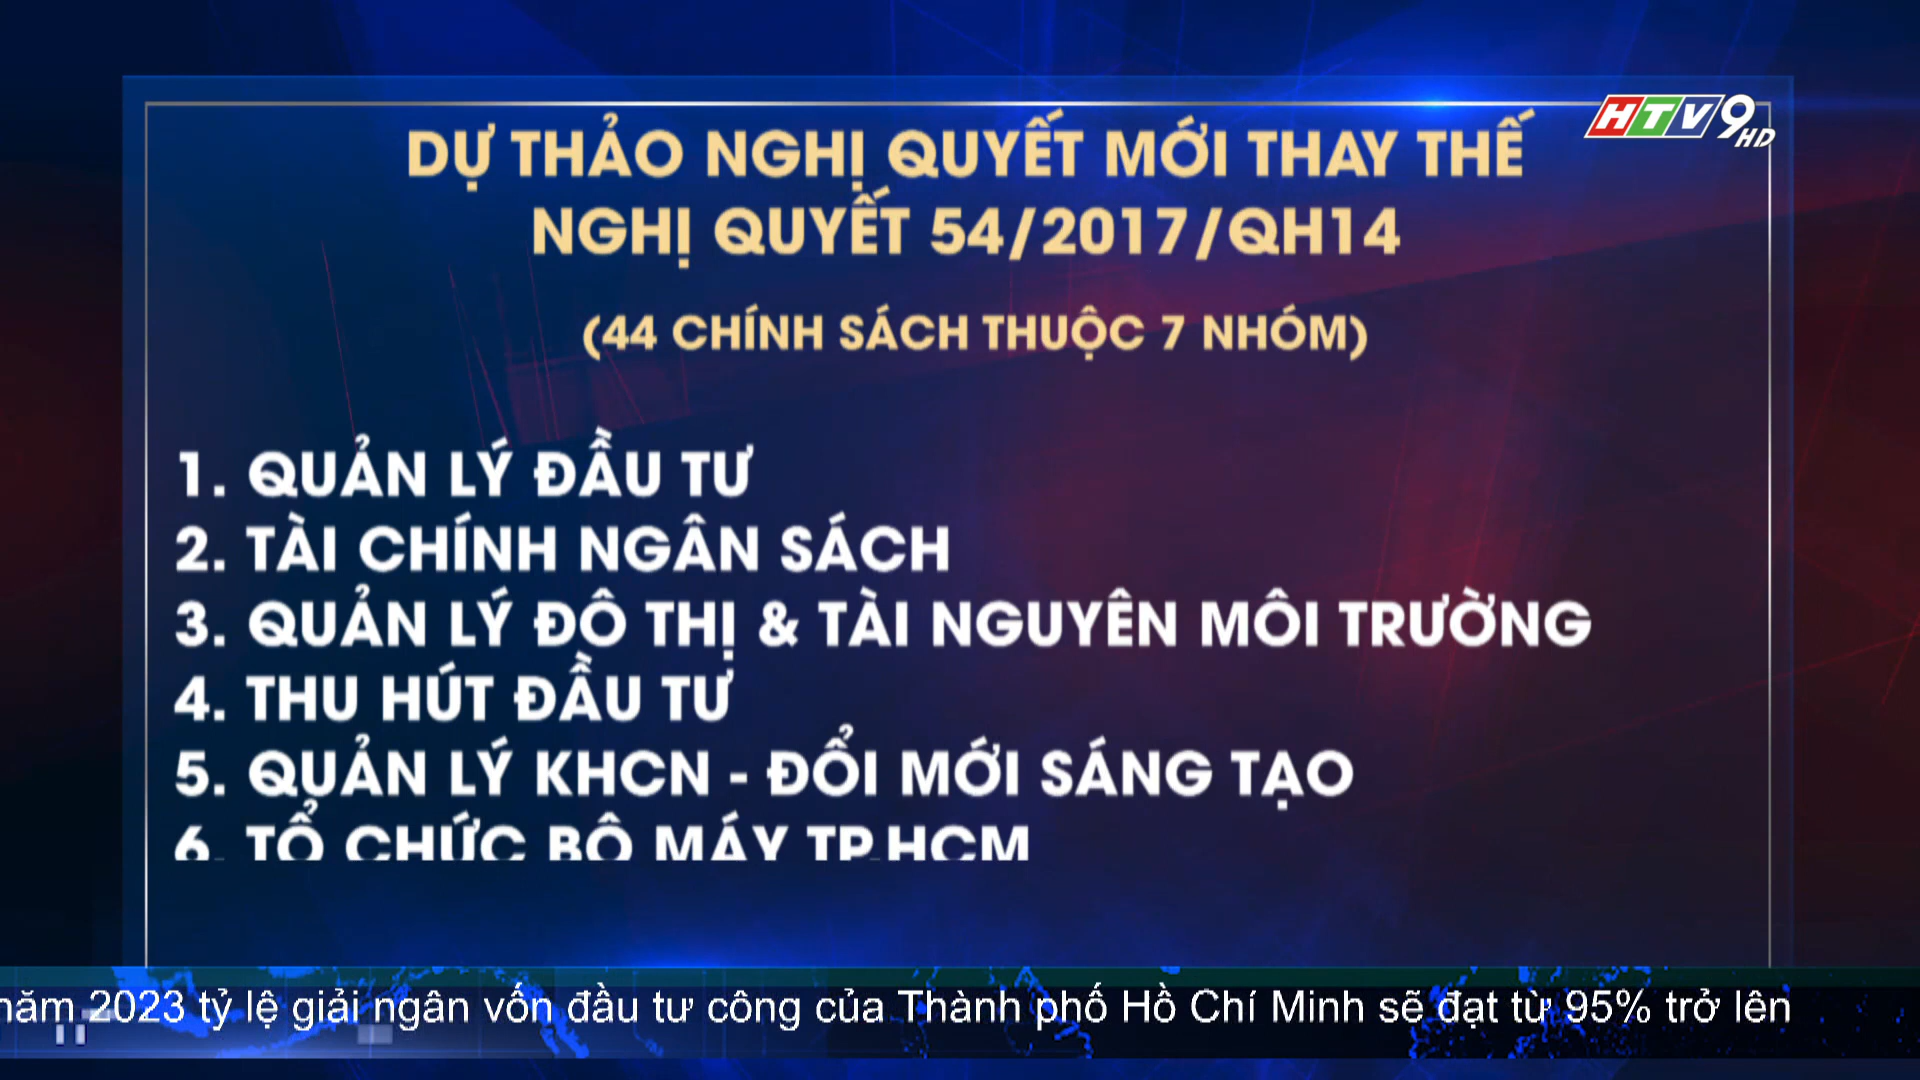 HTV9 HD
DỰ THẢO NGHỊ QUYẾT MỚI THAY THẾ
NGHỊ QUYẾT 54/2017/QH14
(44 CHÍNH SÁCH THUỘC 7 NHÓM)
1. QUẢN LÝ ĐẦU TƯ
2. TÀI CHÍNH NGÂN SÁCH
3. QUẢN LÝ ĐÔ THỊ & TÀI NGUYÊN MÔI TRƯỜNG
4. THU HÚT ĐẦU TƯ
5. QUẢN LÝ KHCN - ĐỔI MỚI SÁNG TẠO
6. TỔ CHỨC BỘ MÁY TP.HCM
năm 2023 tỷ lệ giải ngân vốn đầu tư công của Thành phố Hồ Chí Minh sẽ đạt từ 95% trở lên